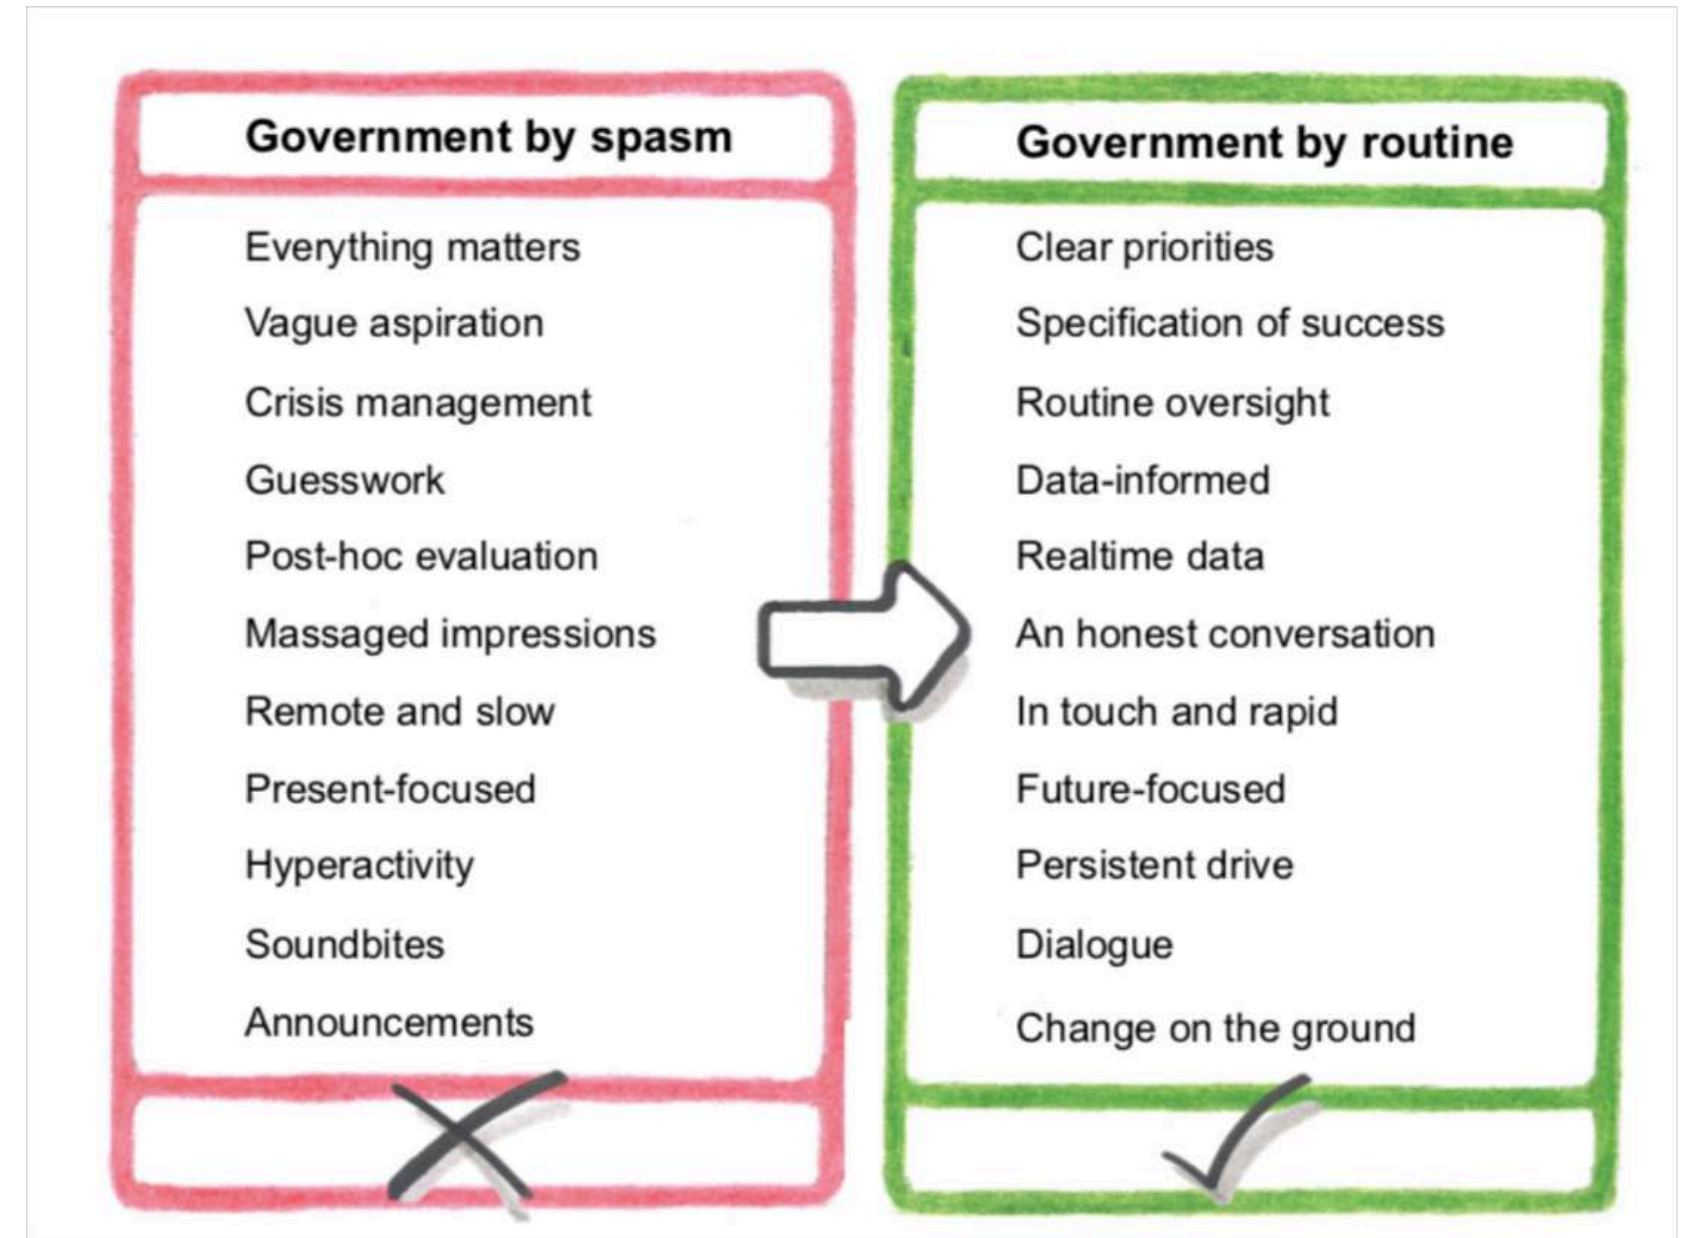 Government by spasm
Everything matters
Vague aspiration
Crisis management
Guesswork
Post-hoc evaluation
Massaged impressions
Remote and slow
Present-focused
Hyperactivity
Soundbites
Announcements
Government by routine
Clear priorities
Specification of success
Routine oversight
Data-informed
Realtime data
An honest conversation
In touch and rapid
Future-focused
Persistent drive
Dialogue
Change on the ground